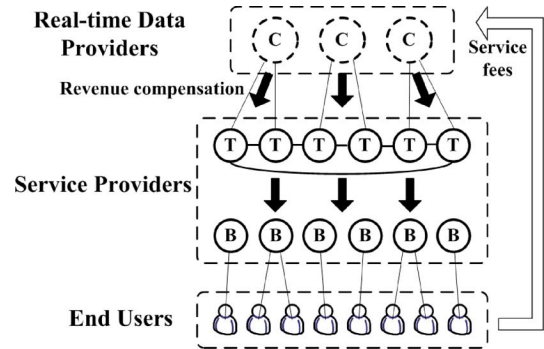 Real-time Data
Providers
C C C
Service
fees
Revenue compensation
T T T T T T
Service Providers
B B B B B B
End Users